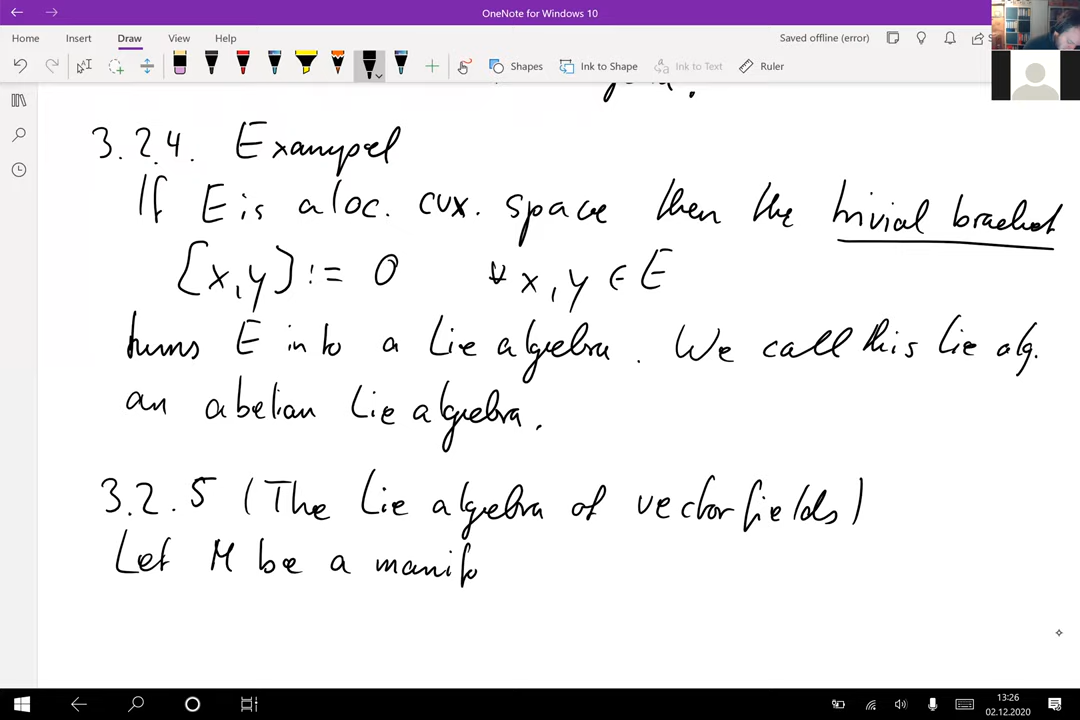 OneNote for Windows 10
Home Insert Draw View Help Saved offline (error)
Shapes Ink to Shape Ink to Text Ruler
3.2.4. Exampel
If E is a loc. cvx. space then the trivial bracket
[x,y] := 0 ∀ x, y ∈ E
turns E into a Lie algebra. We call this Lie alg.
an abelian Lie algebra.
3.2.5 (The Lie algebra of vector fields)
Let M be a manifo
13:26
02.12.2020